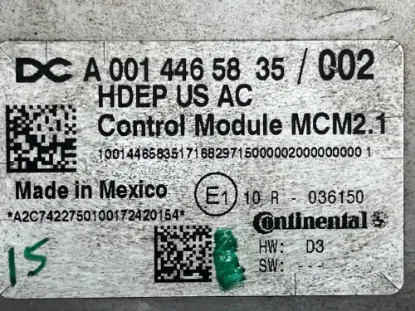 DC A 001 446 58 35 / 002
HDEP US AC
Control Module MCM2.1
10014465835171682971500000200000000 1
Made in Mexico
E1
10 R - 036150
*A2C7422750100172420154*
Continental
HW: D3
SW: ---
15